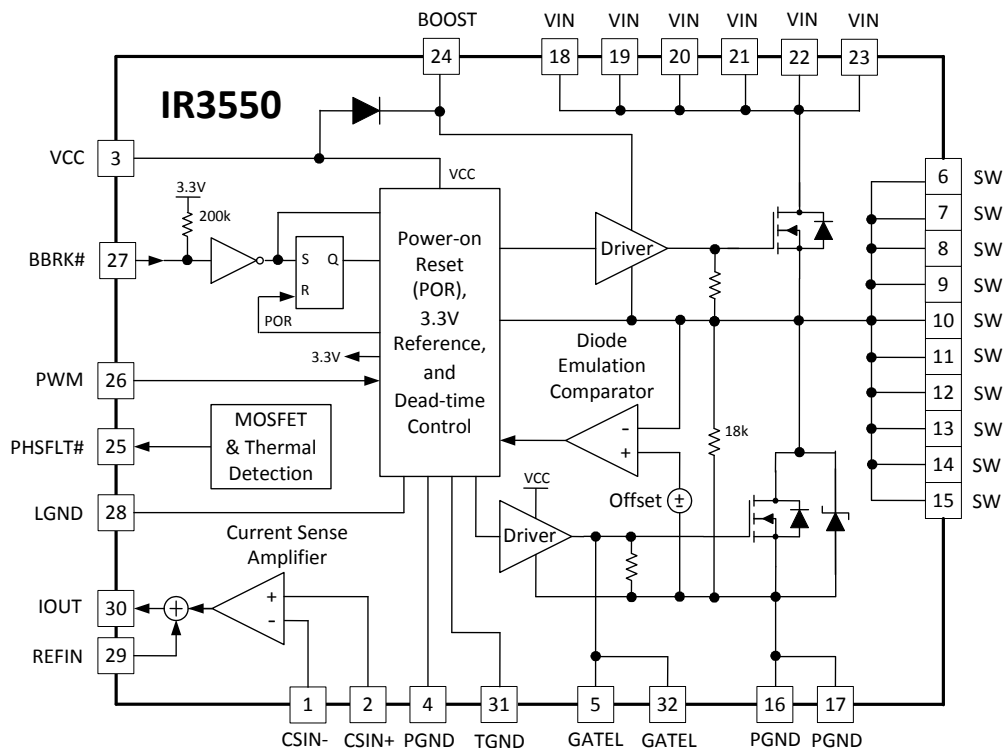 BOOST
VIN VIN VIN VIN VIN VIN
24 18 19 20 21 22 23
IR3550
VCC 3
VCC
3.3V
200k
BBRK# 27
S Q
R
POR
3.3V
Power-on
Reset
(POR),
3.3V
Reference,
and
Dead-time
Control
Driver
6 SW
7 SW
8 SW
9 SW
10 SW
11 SW
12 SW
13 SW
14 SW
15 SW
Diode
Emulation
Comparator
-
+
18k
Offset
±
PWM 26
PHSFLT# 25
MOSFET
& Thermal
Detection
LGND 28
VCC
Driver
Current Sense
Amplifier
+
-
IOUT 30
+
REFIN 29
1 2 4 31 5 32 16 17
CSIN- CSIN+ PGND TGND GATEL GATEL PGND PGND